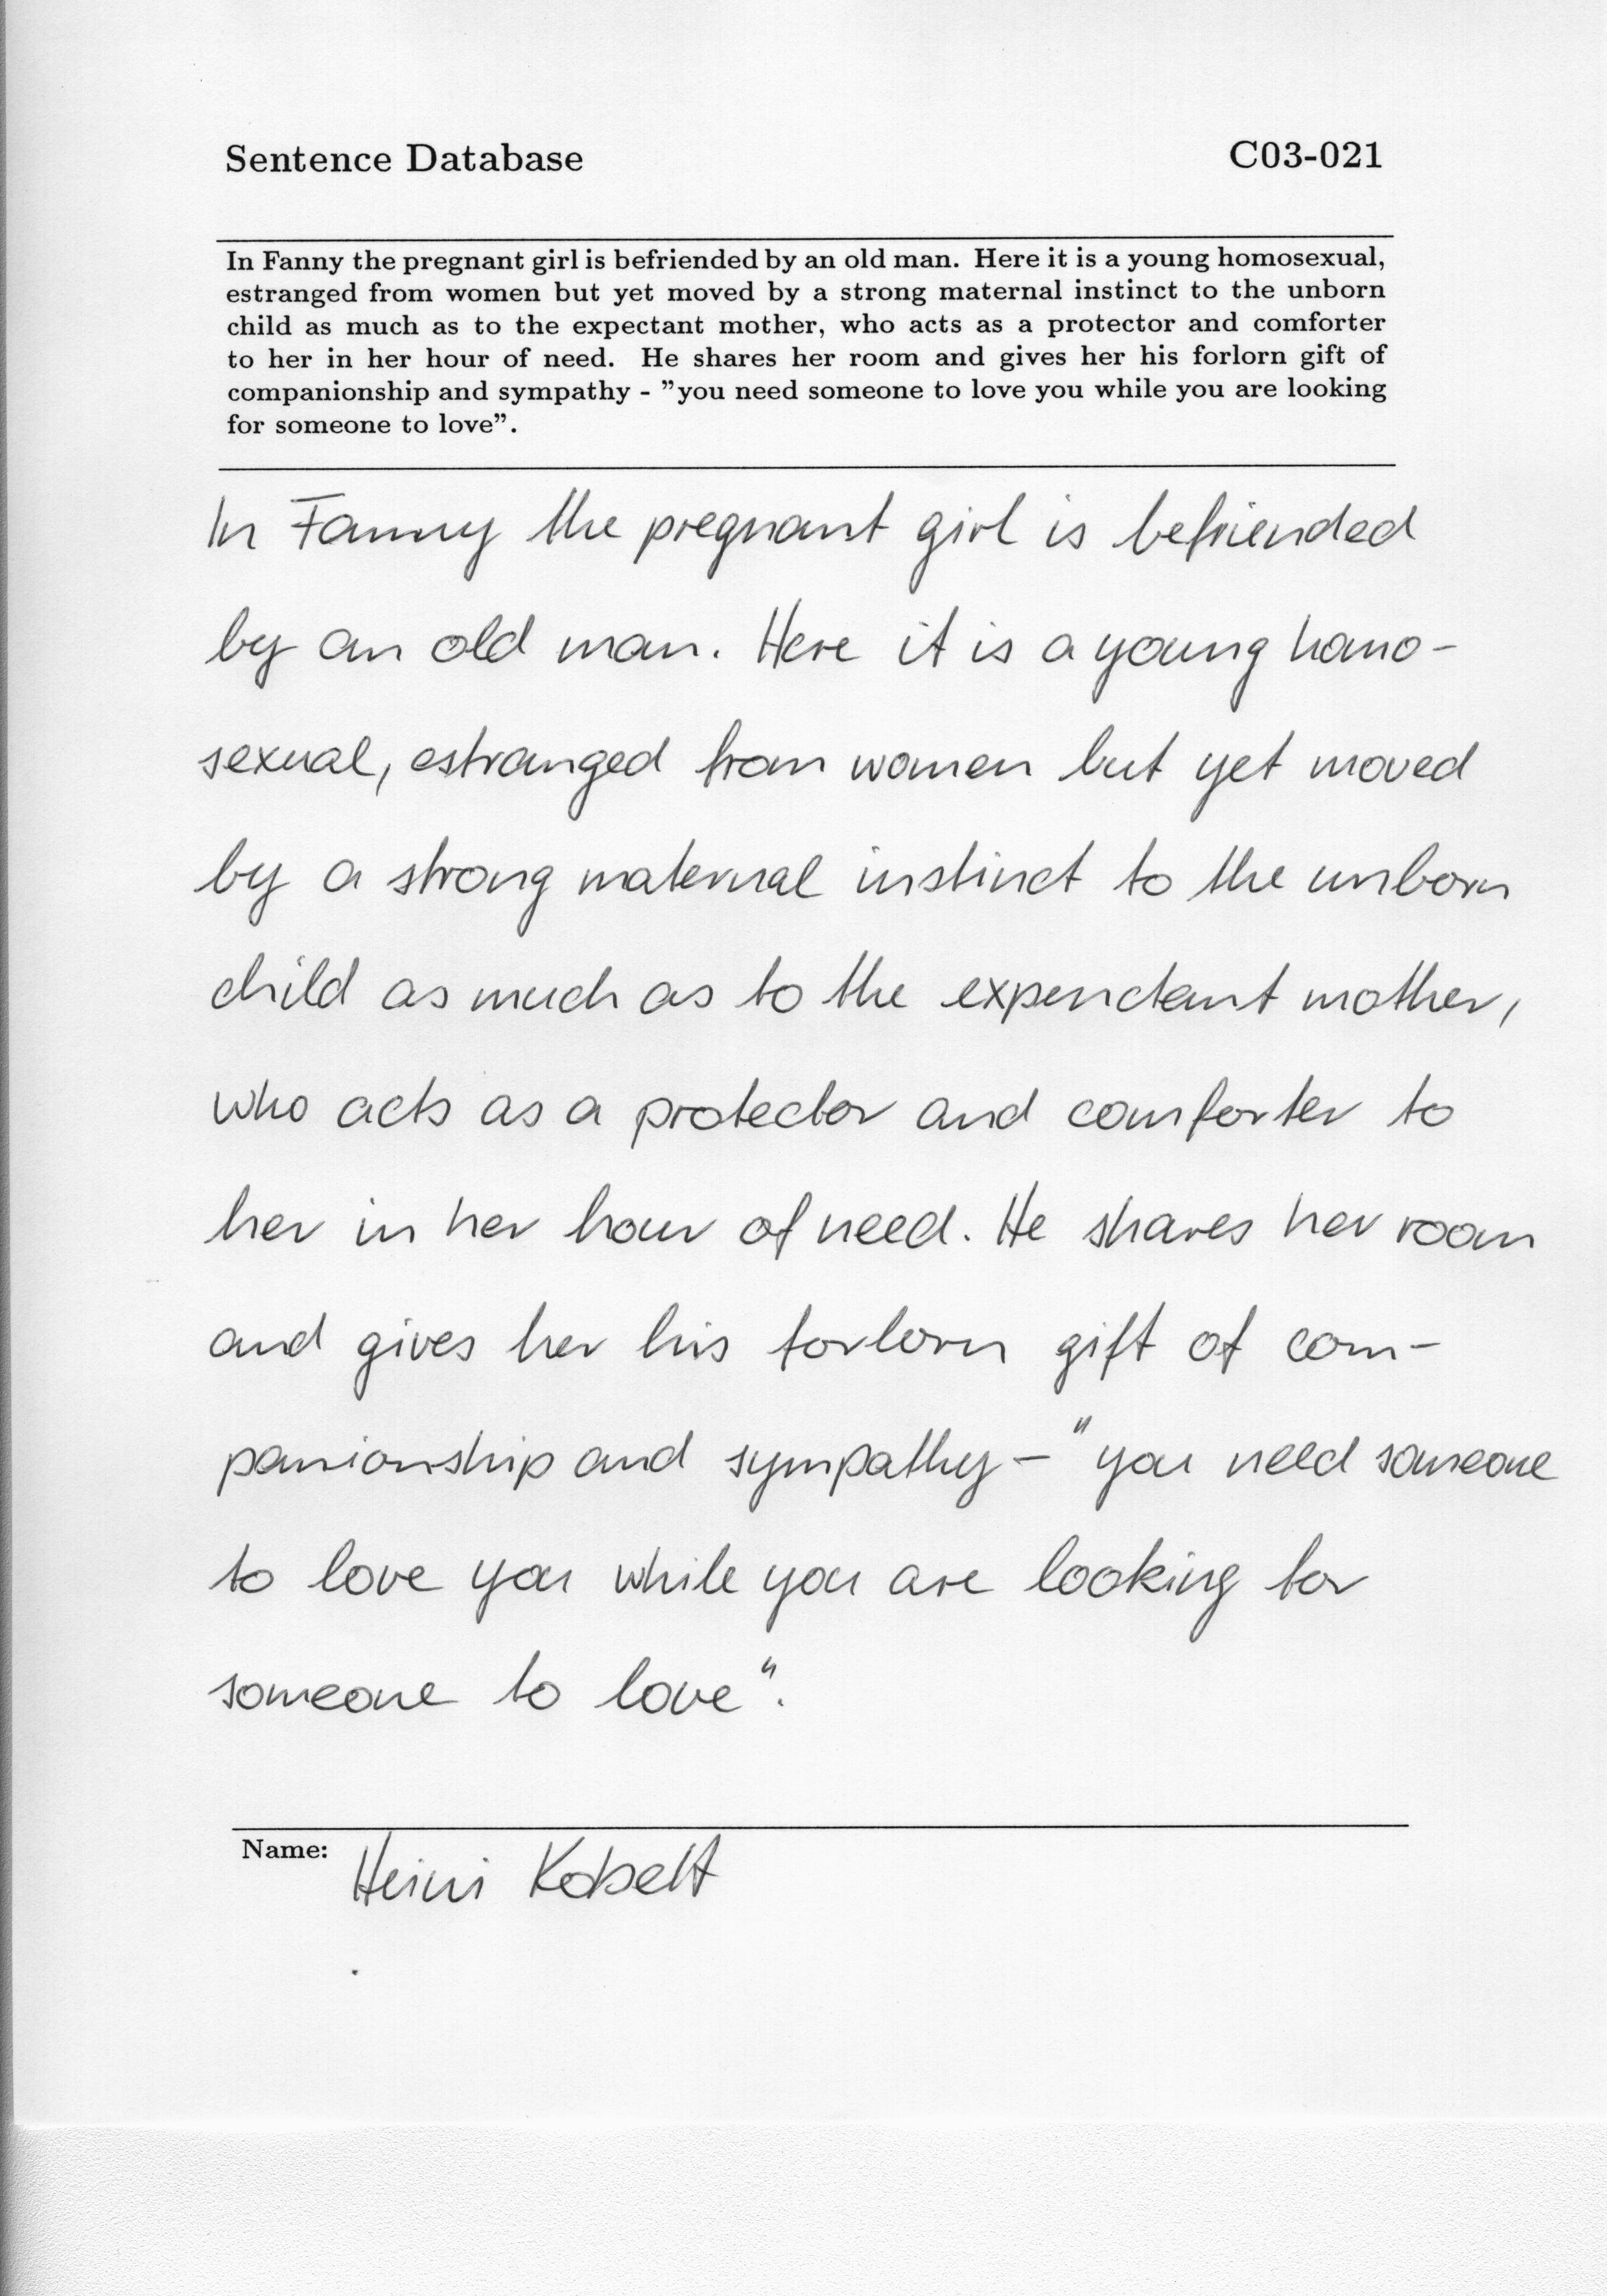 Sentence Database C03-021
In Fanny the pregnant girl is befriended by an old man. Here it is a young homosexual,
estranged from women but yet moved by a strong maternal instinct to the unborn
child as much as to the expectant mother, who acts as a protector and comforter
to her in her hour of need. He shares her room and gives her his forlorn gift of
companionship and sympathy - ”you need someone to love you while you are looking
for someone to love”.
In Fanny the pregnant girl is befriended
by an old man. Here it is a young homo-
sexual, estranged from women but yet moved
by a strong maternal instinct to the unborn
child as much as to the expenctant mother,
who acts as a protector and comforter to
her in her hour of need. He shares her room
and gives her his forlorn gift of com-
panionship and sympathy - "you need someone
to love you while you are looking for
someone to love".
Name: Heini Kobelt